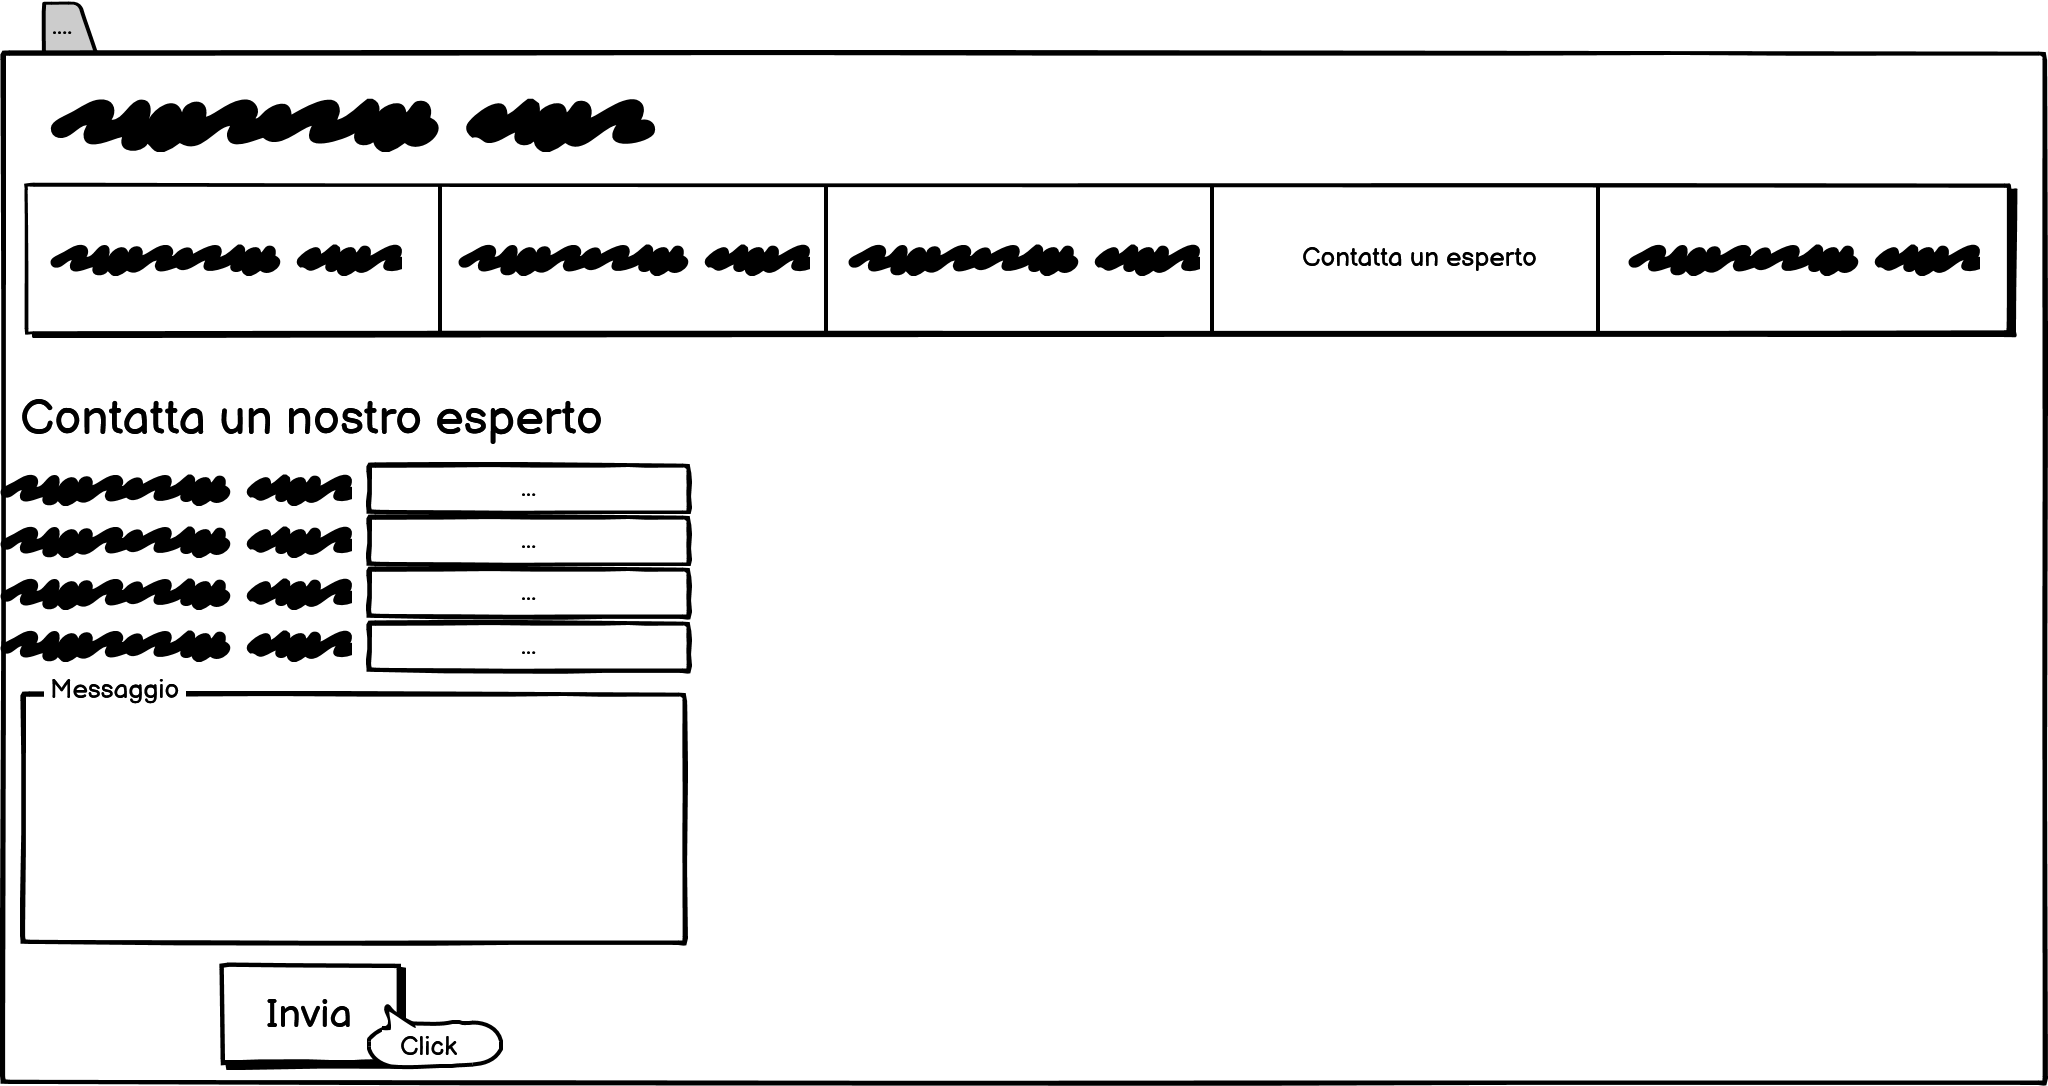 ....
Contatta un esperto
Contatta un nostro esperto
...
...
...
...
Messaggio
Invia
Click